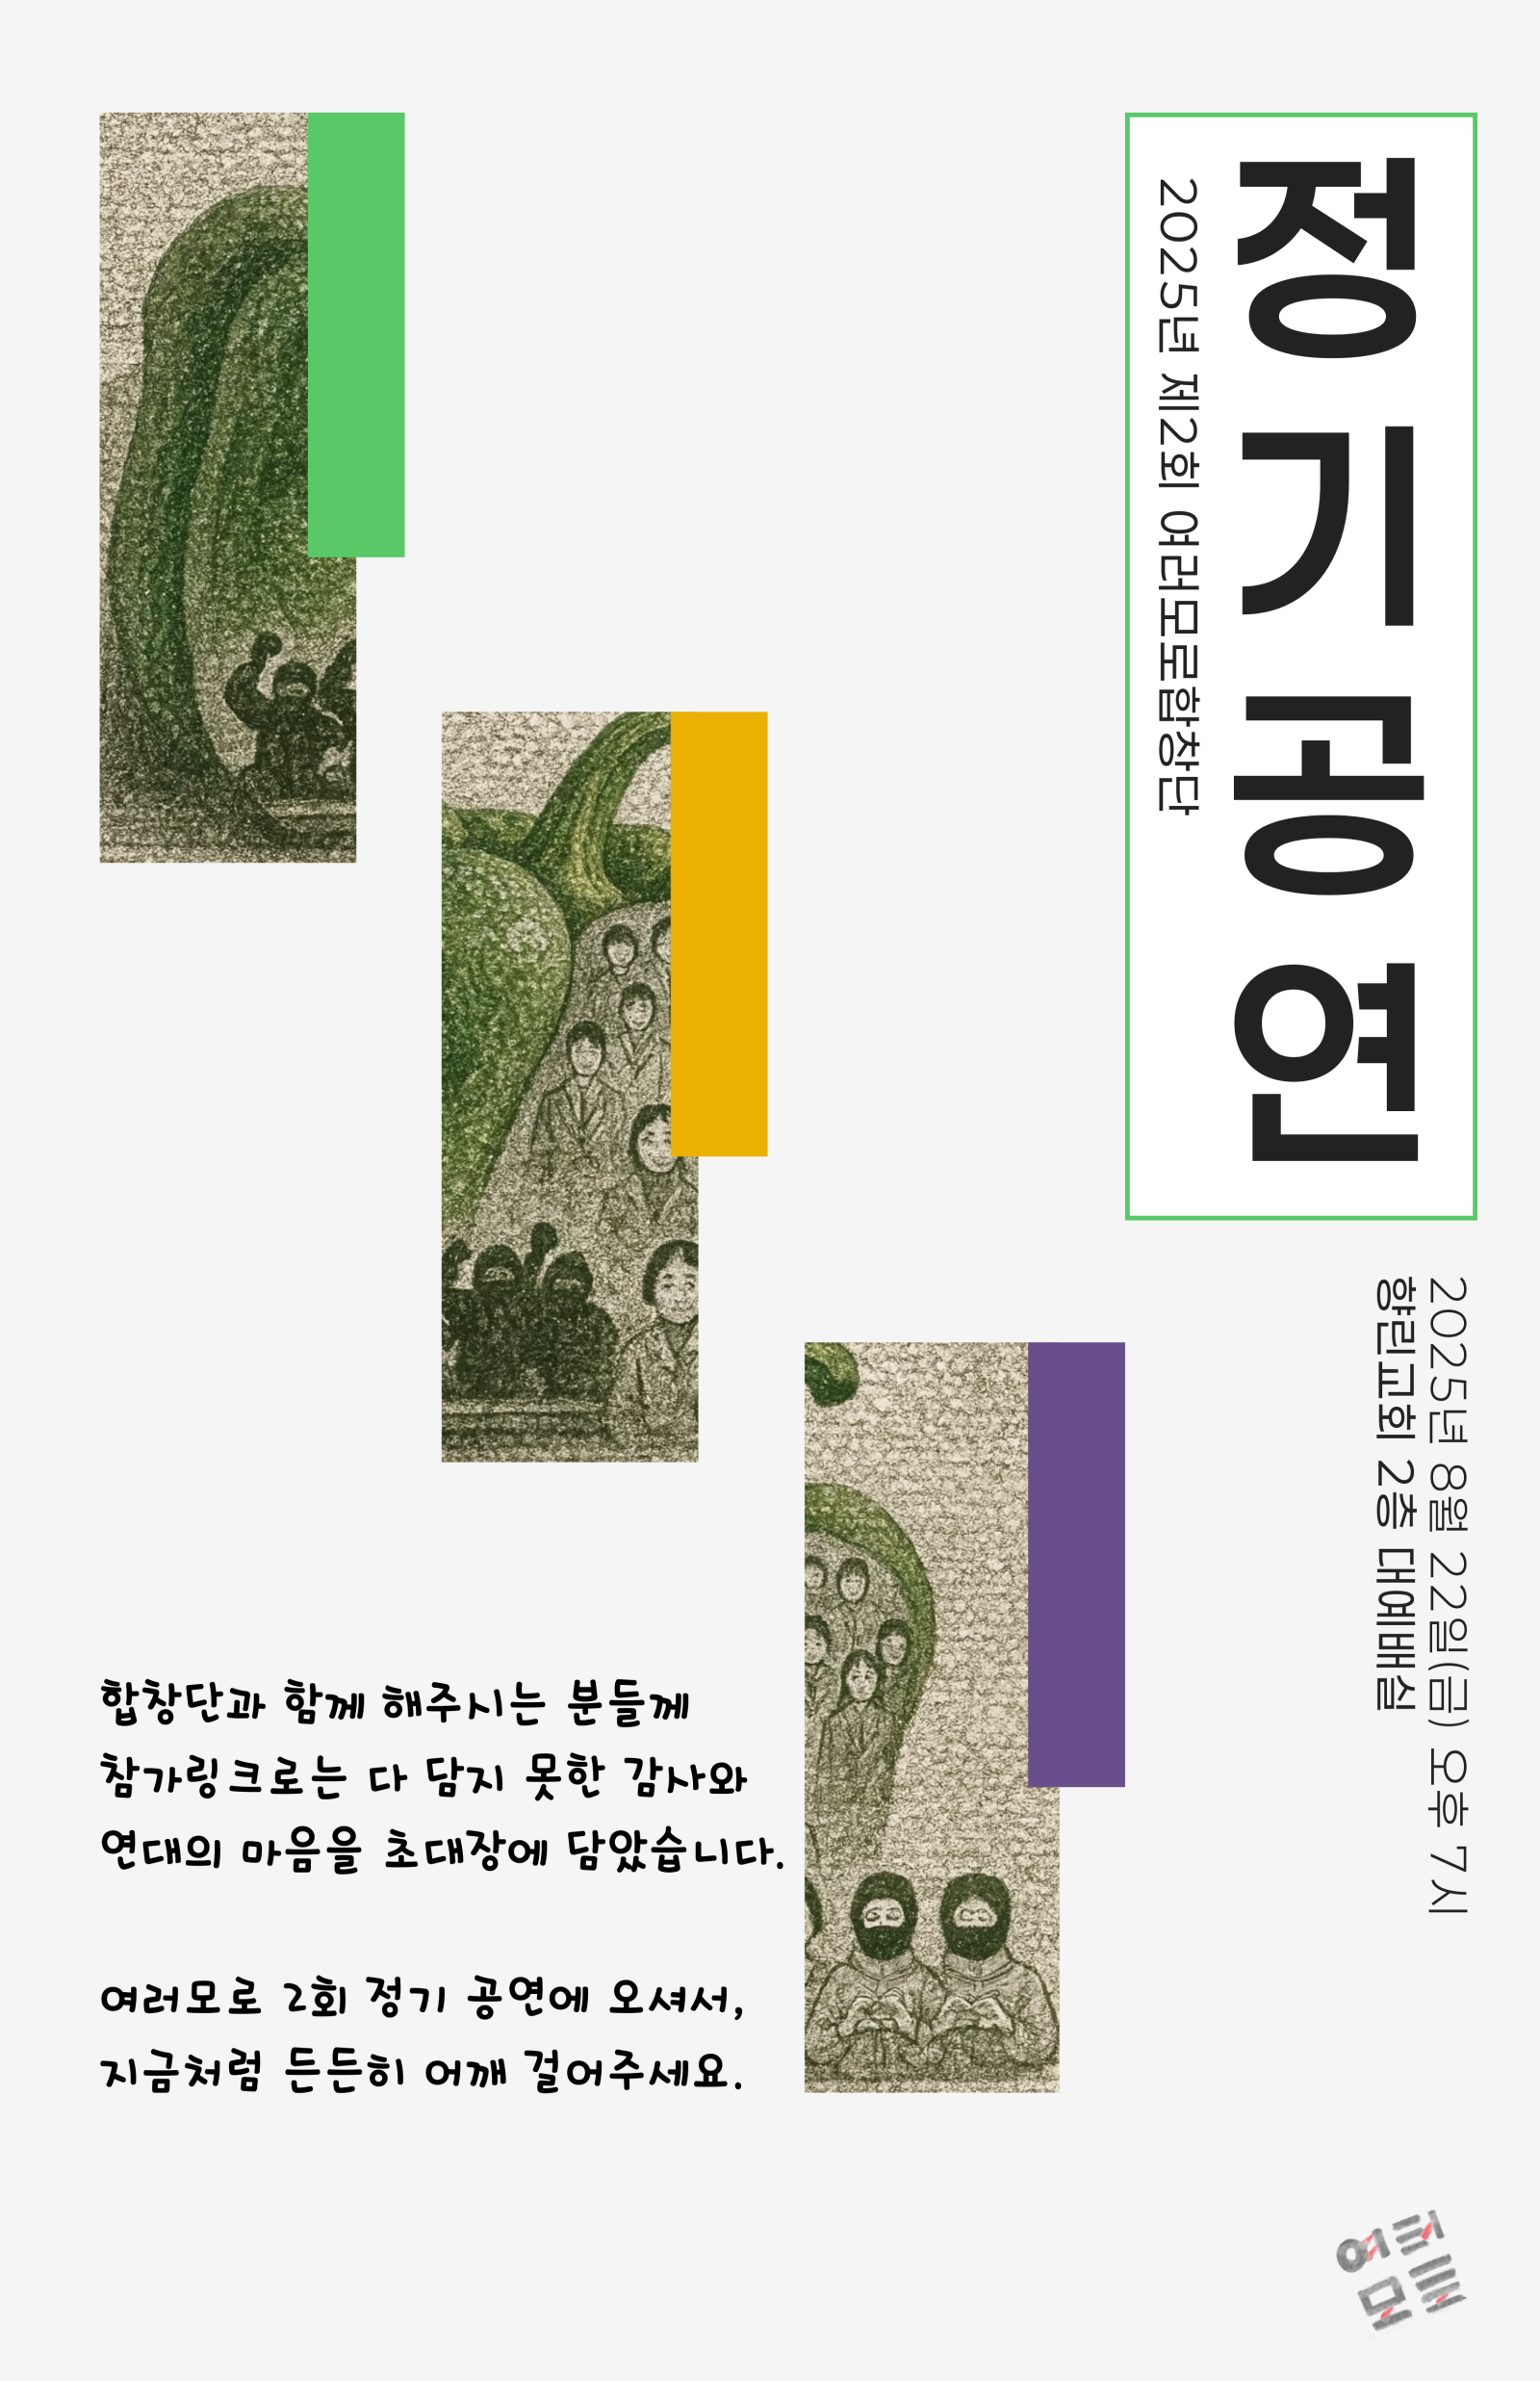 정기공연
2025년 제2회 여러모로합창단
2025년 8월 22일(금) 오후 7시
향린교회 2층 대예배실
합창단과 함께 해주시는 분들께
참가링크로는 다 담지 못한 감사와
연대의 마음을 초대장에 담았습니다.
여러모로 2회 정기 공연에 오셔서,
지금처럼 든든히 어깨 걸어주세요.
여러
모로